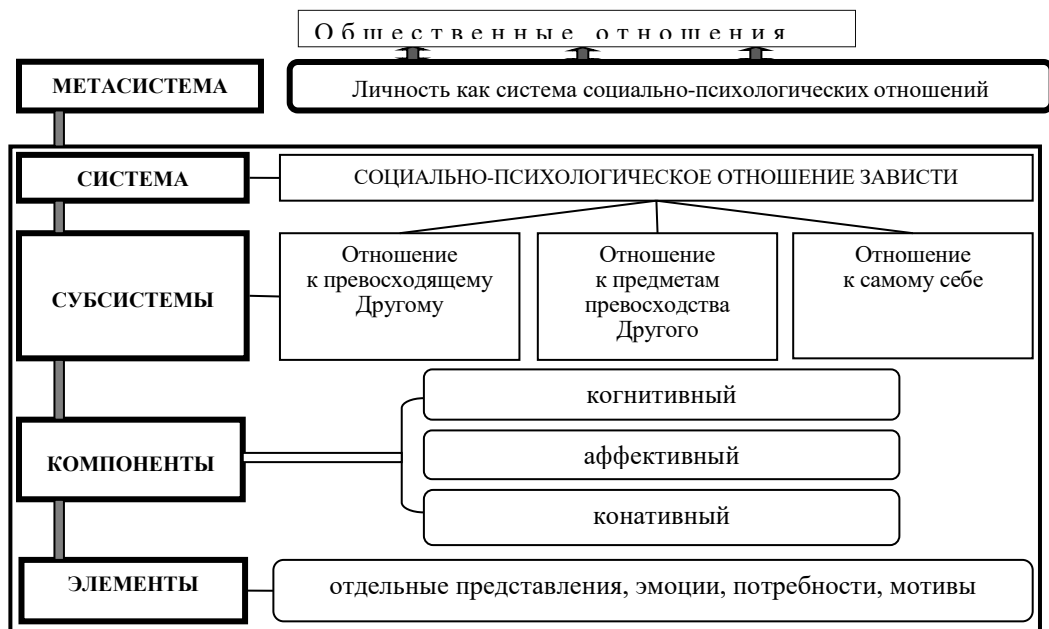 Общественные отношения
МЕТАСИСТЕМА
Личность как система социально-психологических отношений
СИСТЕМА
СОЦИАЛЬНО-ПСИХОЛОГИЧЕСКОЕ ОТНОШЕНИЕ ЗАВИСТИ
СУБСИСТЕМЫ
Отношение
к превосходящему
Другому
Отношение
к предметам
превосходства
Другого
Отношение
к самому себе
КОМПОНЕНТЫ
когнитивный
аффективный
конативный
ЭЛЕМЕНТЫ
отдельные представления, эмоции, потребности, мотивы